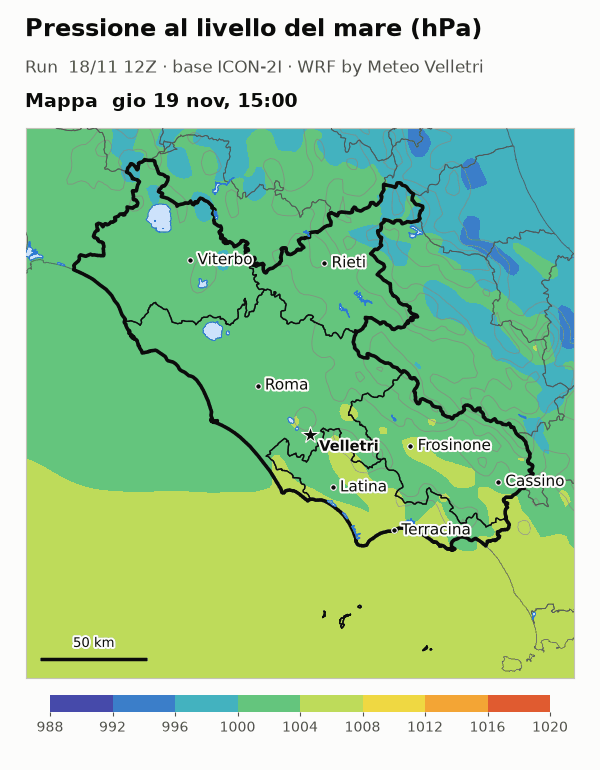 Pressione al livello del mare (hPa)
Run  18/11 12Z · base ICON-2I · WRF by Meteo Velletri
Mappa  gio 19 nov, 15:00
Viterbo
Rieti
Roma
Velletri
Frosinone
Latina
Cassino
Terracina
50 km
988 992 996 1000 1004 1008 1012 1016 1020